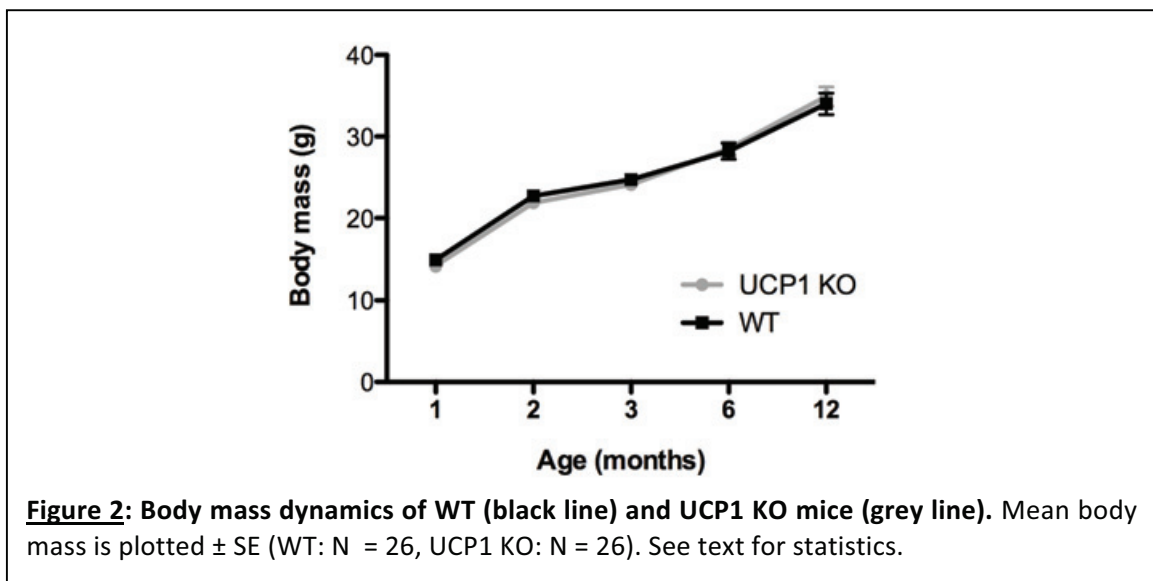 40
30
20
10
0
Body mass (g)
UCP1 KO
WT
1 2 3 6 12
Age (months)
Figure 2: Body mass dynamics of WT (black line) and UCP1 KO mice (grey line). Mean body
mass is plotted ± SE (WT: N = 26, UCP1 KO: N = 26). See text for statistics.